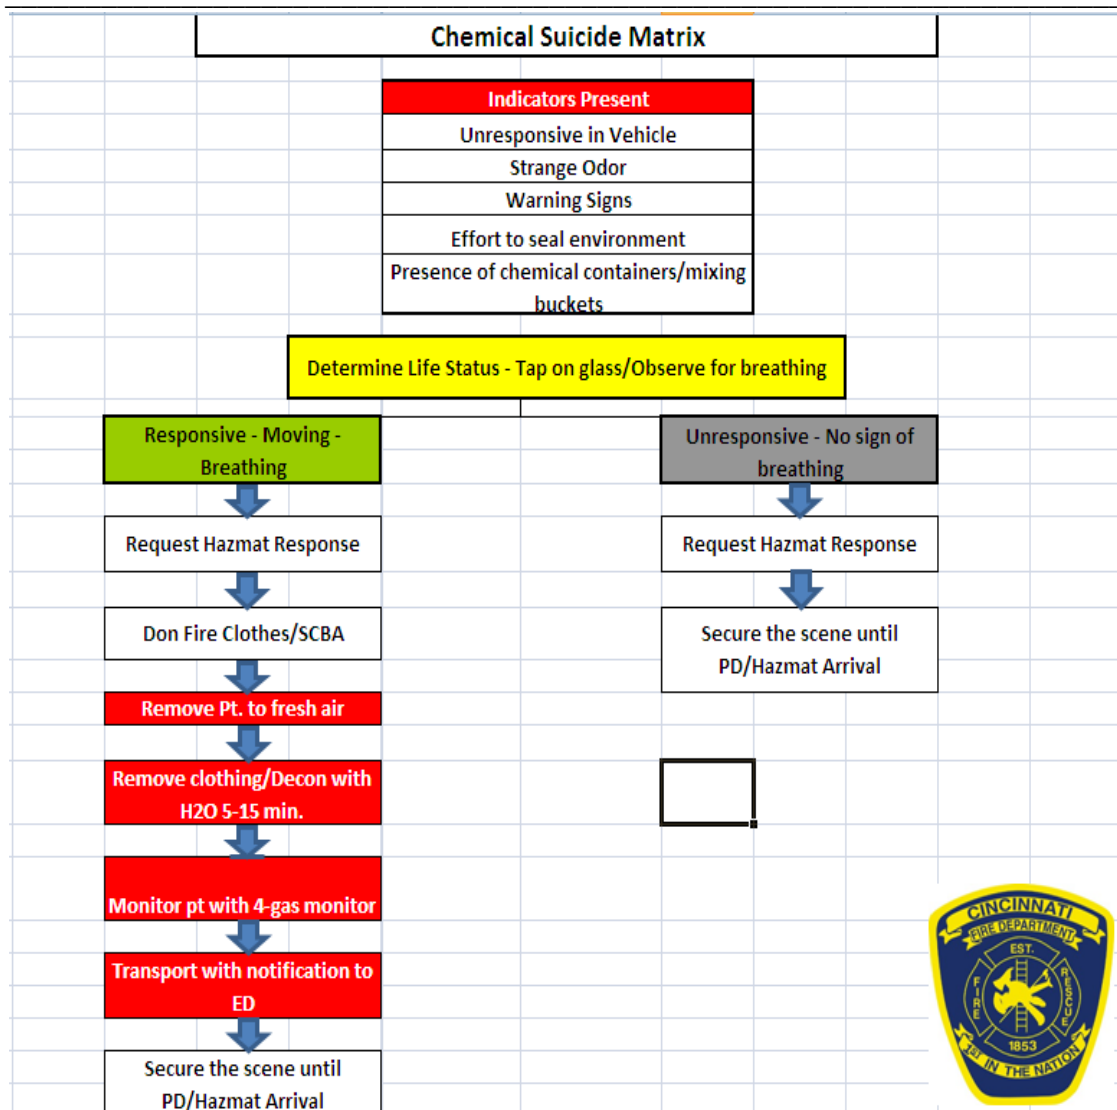 Chemical Suicide Matrix
Indicators Present
Unresponsive in Vehicle
Strange Odor
Warning Signs
Effort to seal environment
Presence of chemical containers/mixing
buckets
Determine Life Status - Tap on glass/Observe for breathing
Responsive - Moving -
Breathing
Request Hazmat Response
Don Fire Clothes/SCBA
Remove Pt. to fresh air
Remove clothing/Decon with
H2O 5-15 min.
Monitor pt with 4-gas monitor
Transport with notification to
ED
Secure the scene until
PD/Hazmat Arrival
Unresponsive - No sign of
breathing
Request Hazmat Response
Secure the scene until
PD/Hazmat Arrival
CINCINNATI
FIRE DEPARTMENT
EST.
FIRE
RESCUE
1853
1ST IN THE NATION